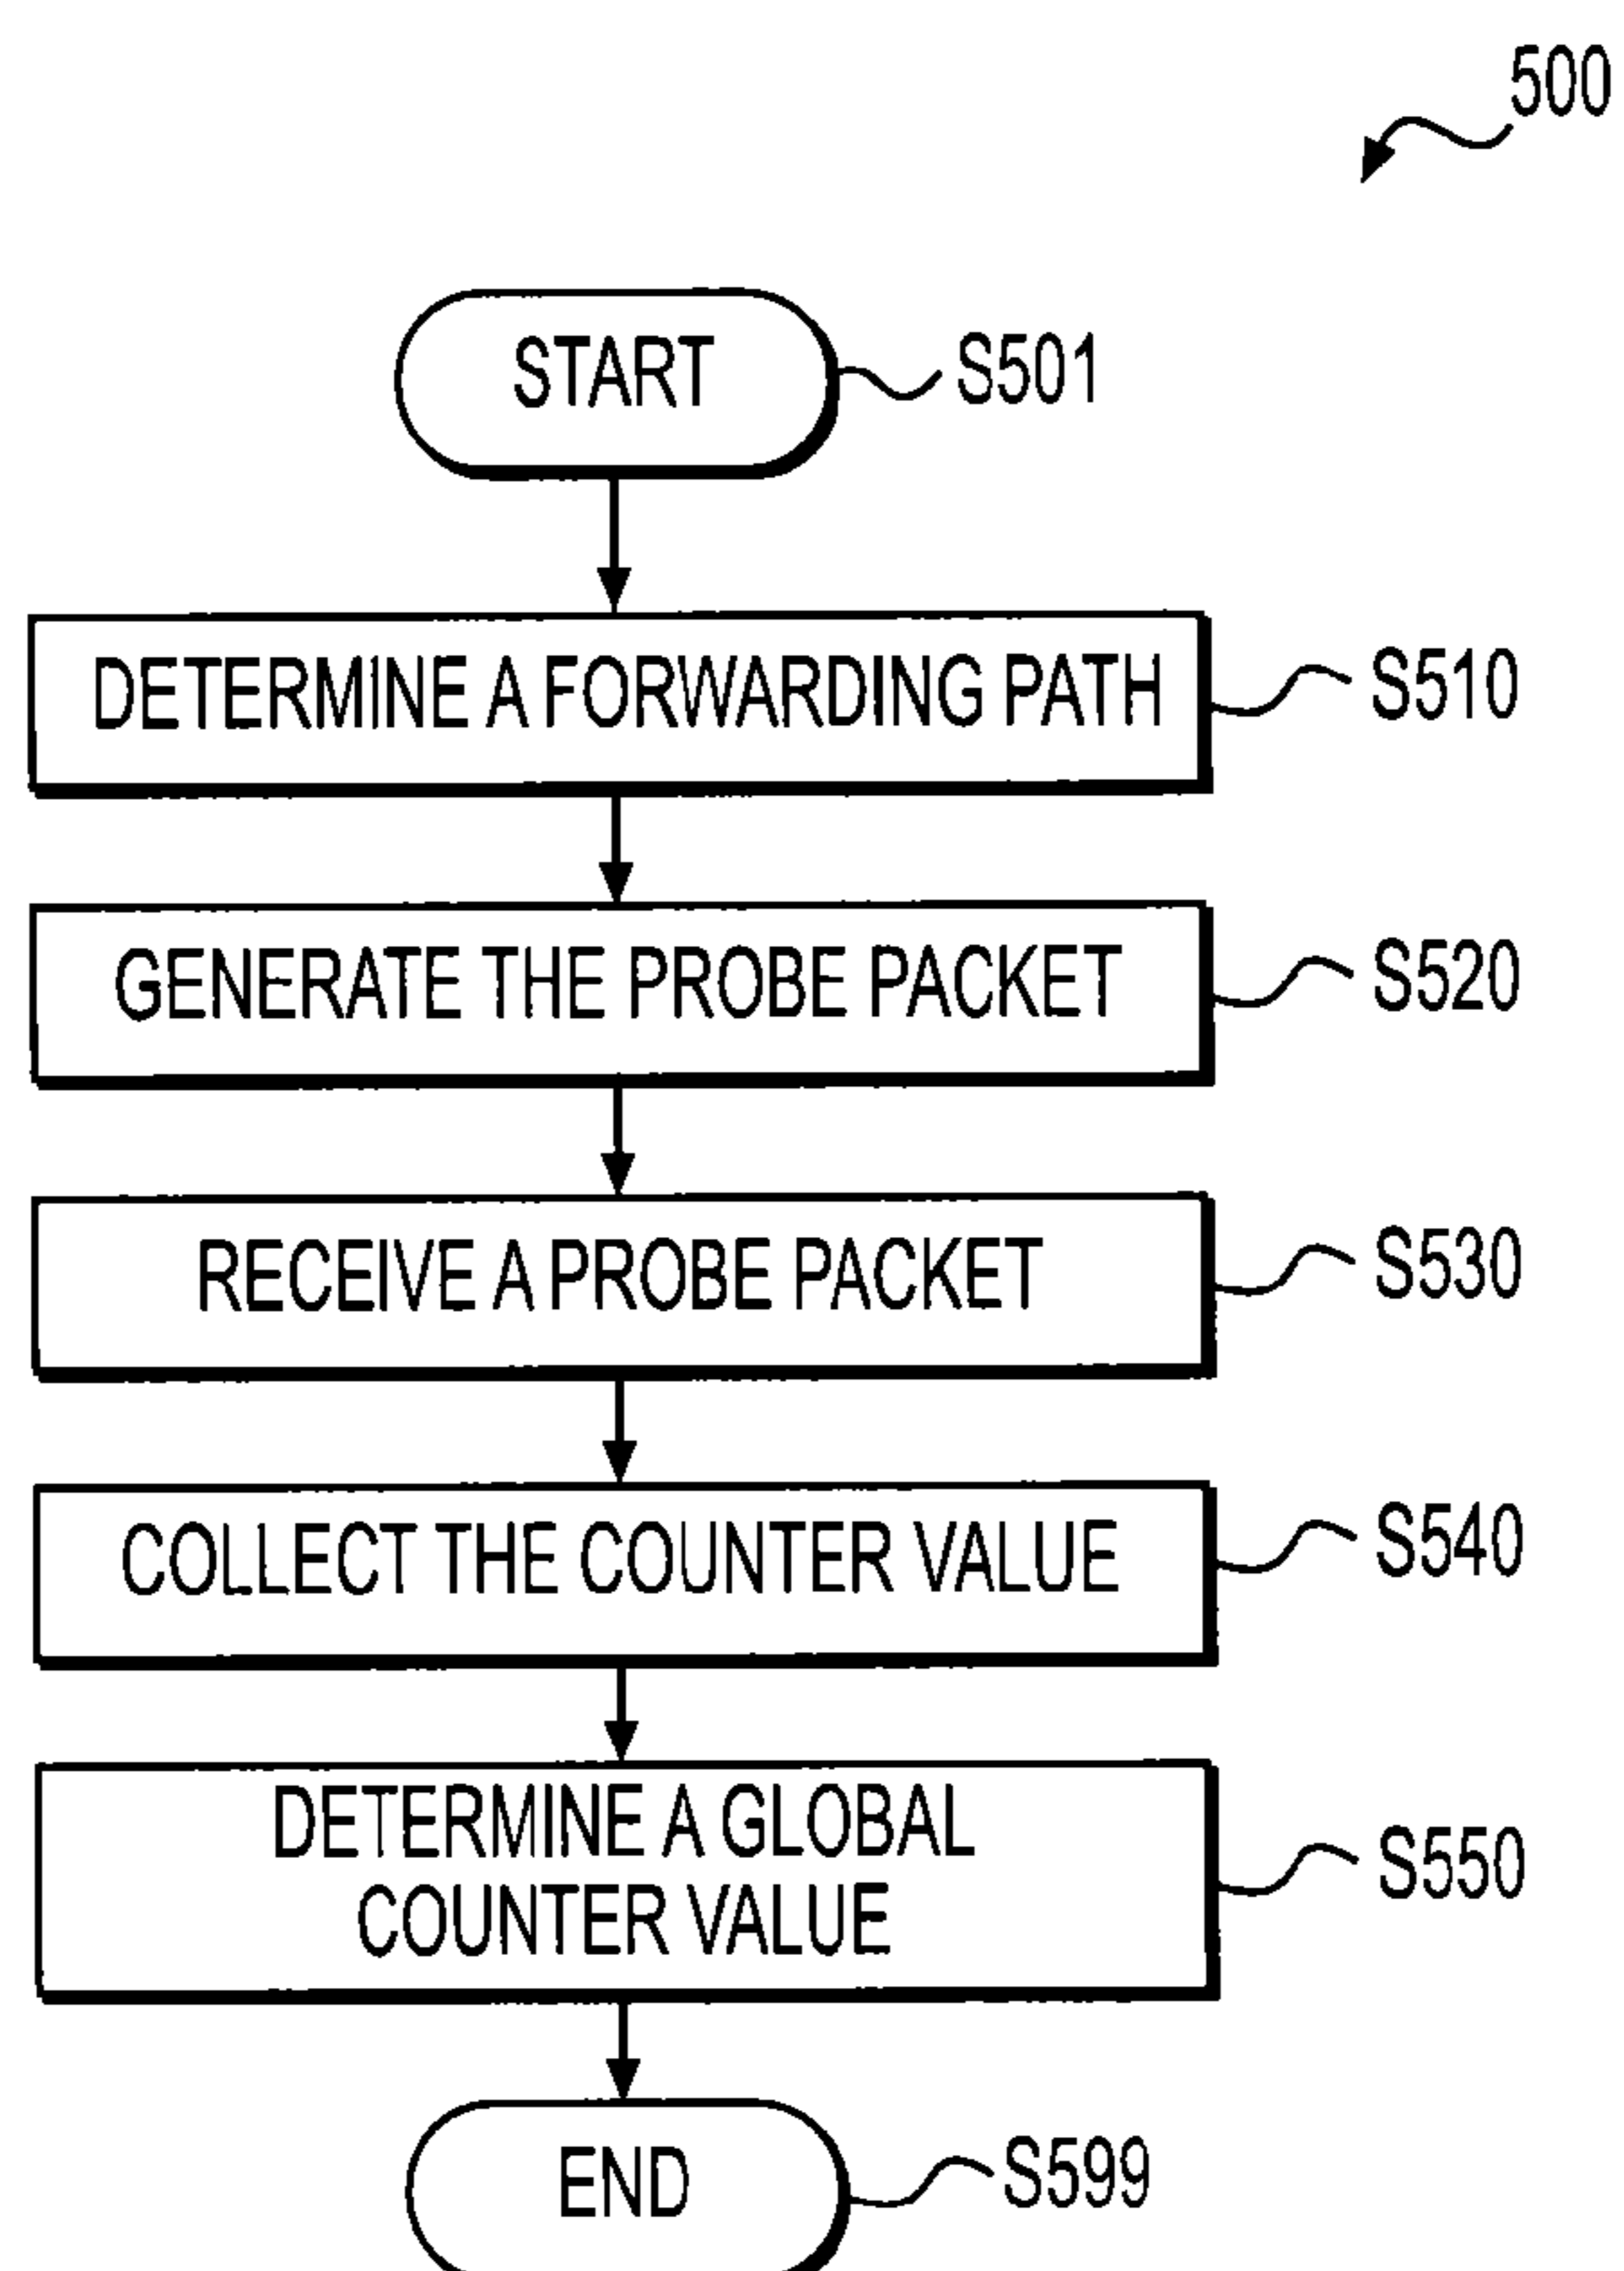 500
START
S501
DETERMINE A FORWARDING PATH
S510
GENERATE THE PROBE PACKET
S520
RECEIVE A PROBE PACKET
S530
COLLECT THE COUNTER VALUE
S540
DETERMINE A GLOBAL
COUNTER VALUE
S550
END
S599